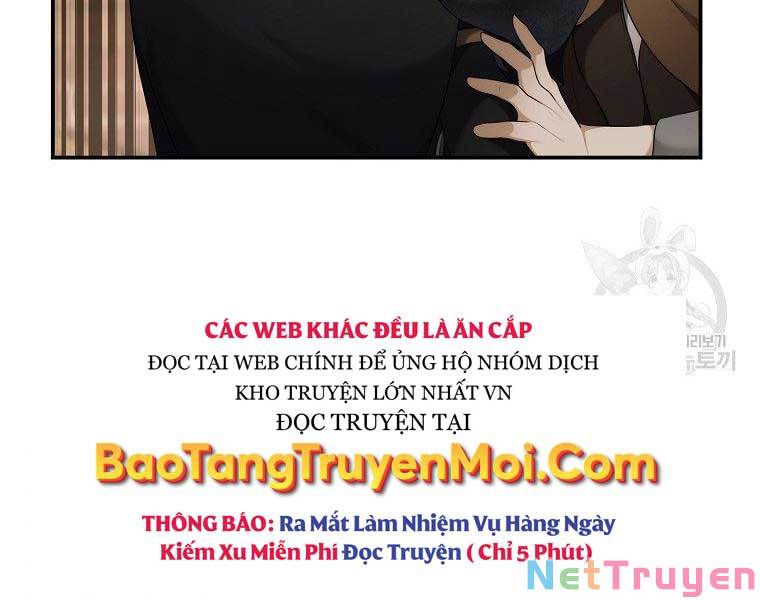 CÁC WEB KHÁC ĐỀU LÀ ĂN CẮP
ĐỌC TẠI WEB CHÍNH ĐỂ ỦNG HỘ NHÓM DỊCH
KHO TRUYỆN LỚN NHẤT VN
ĐỌC TRUYỆN TẠI
BaoTangTruyenMoi.Com
THÔNG BÁO: Ra Mắt Làm Nhiệm Vụ Hàng Ngày
Kiếm Xu Miễn Phí Đọc Truyện ( Chỉ 5 Phút)
NetTruyen